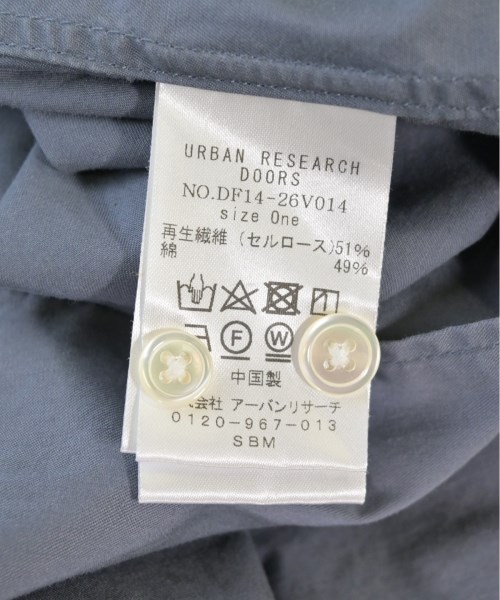 URBAN RESEARCH
DOORS
NO.DF14-26V014
size One
再生繊維 (セルロース)51%
綿 49%
F W
中国製
式会社 アーバンリサーチ
0120-967-013
SBM